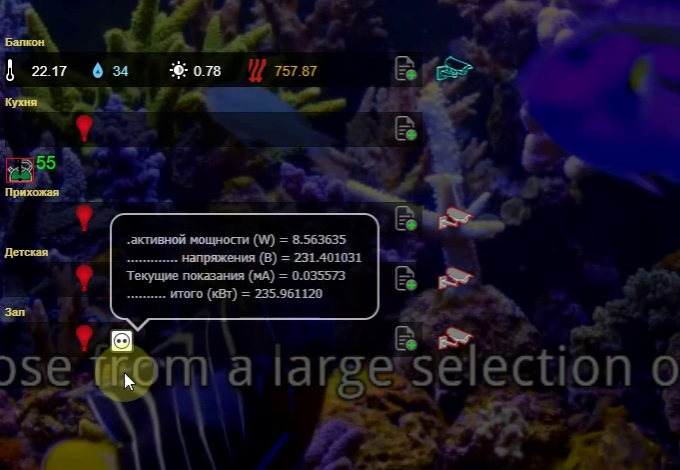 Балкон
22.17 34 0.78 757.87
Кухня
55
Прихожая
.активной мощности (W) = 8.563635
............. напряжения (В) = 231.401031
Детская
Текущие показания (мА) = 0.035573
.......... итого (кВт) = 235.961120
Зал
ose from a large selection o